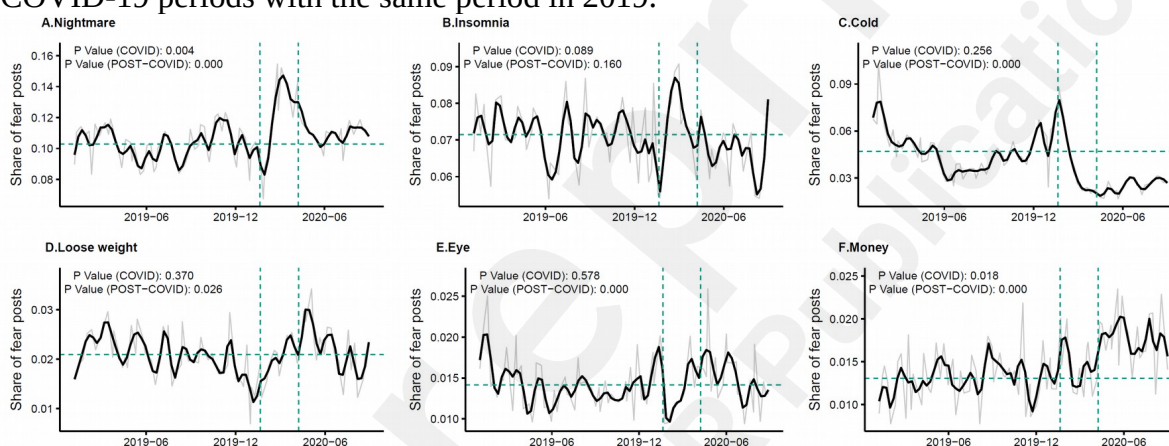 COVID-19 periods with the same period in 2019.
A.Nightmare
P Value (COVID): 0.004
P Value (POST−COVID): 0.000
Share of fear posts
0.16
0.14
0.12
0.10
0.08
2019−06
2019−12
2020−06
B.Insomnia
P Value (COVID): 0.089
P Value (POST−COVID): 0.160
Share of fear posts
0.09
0.08
0.07
0.06
2019−06
2019−12
2020−06
C.Cold
P Value (COVID): 0.256
P Value (POST−COVID): 0.000
Share of fear posts
0.09
0.06
0.03
2019−06
2019−12
2020−06
D.Loose weight
P Value (COVID): 0.370
P Value (POST−COVID): 0.026
Share of fear posts
0.03
0.02
0.01
2019−06
2019−12
2020−06
E.Eye
P Value (COVID): 0.578
P Value (POST−COVID): 0.000
Share of fear posts
0.025
0.020
0.015
0.010
2019−06
2019−12
2020−06
F.Money
P Value (COVID): 0.018
P Value (POST−COVID): 0.000
Share of fear posts
0.025
0.020
0.015
0.010
2019−06
2019−12
2020−06